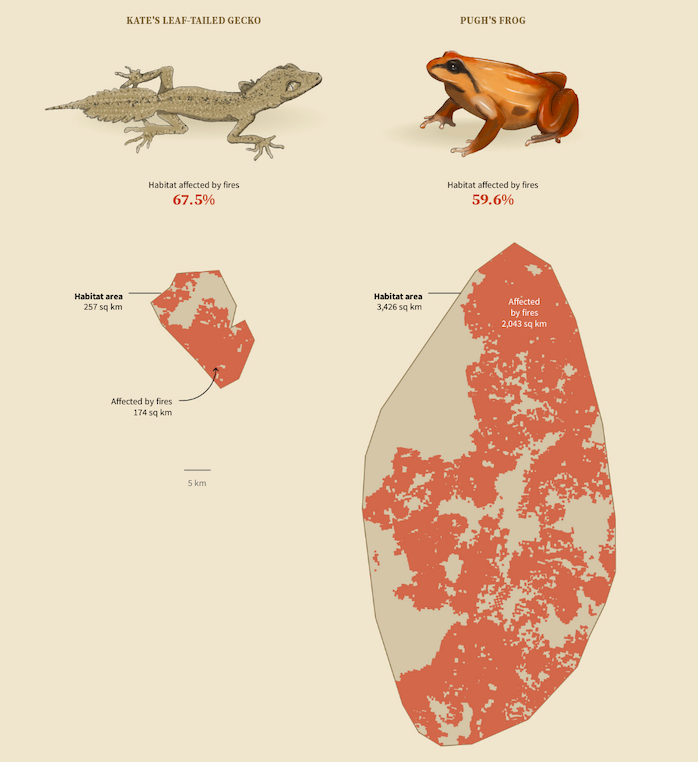 KATE'S LEAF-TAILED GECKO
Habitat affected by fires
67.5%
Habitat area
257 sq km
Affected by fires
174 sq km
5 km
PUGH'S FROG
Habitat affected by fires
59.6%
Habitat area
3,426 sq km
Affected
by fires
2,043 sq km